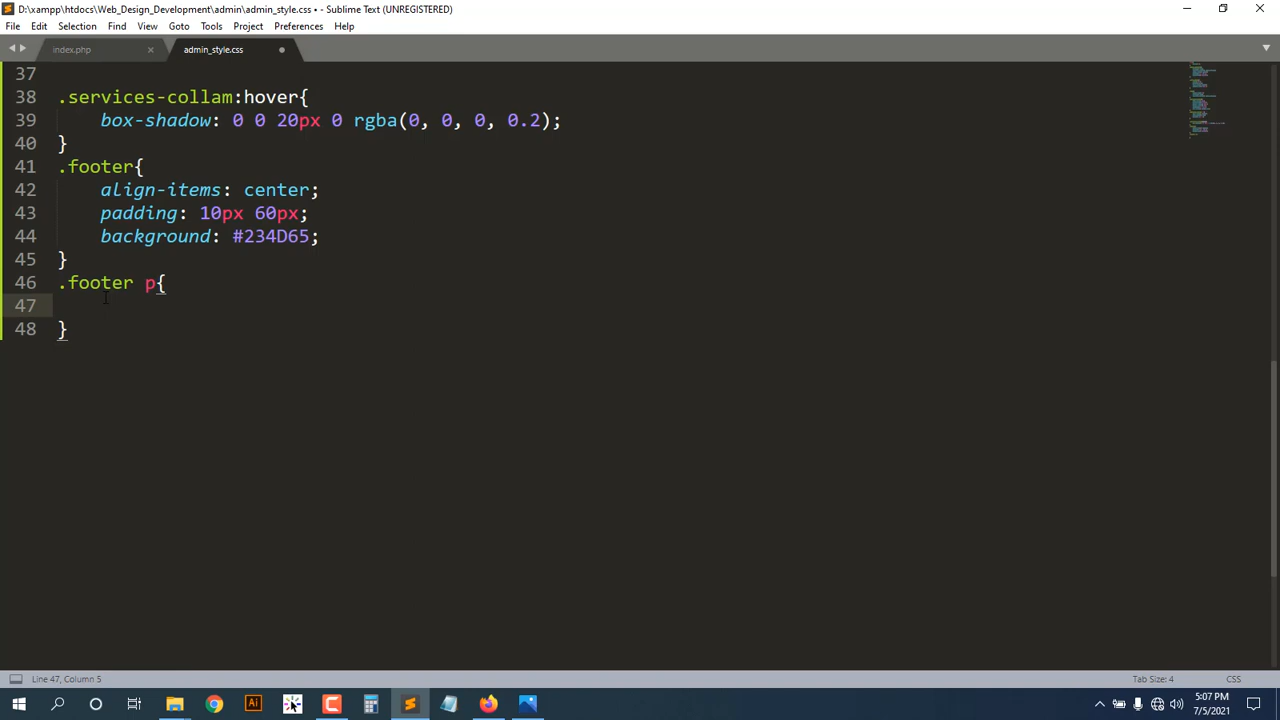 D:\xampp\htdocs\Web_Design_Development\admin\admin_style.css • - Sublime Text (UNREGISTERED)
File Edit Selection Find View Goto Tools Project Preferences Help
index.php admin_style.css
37
38 .services-collam:hover{
39 box-shadow: 0 0 20px 0 rgba(0, 0, 0, 0.2);
40 }
41 .footer{
42 align-items: center;
43 padding: 10px 60px;
44 background: #234D65;
45 }
46 .footer p{
47
48 }
Line 47, Column 5 Tab Size: 4 CSS
Ai
5:07 PM
7/5/2021